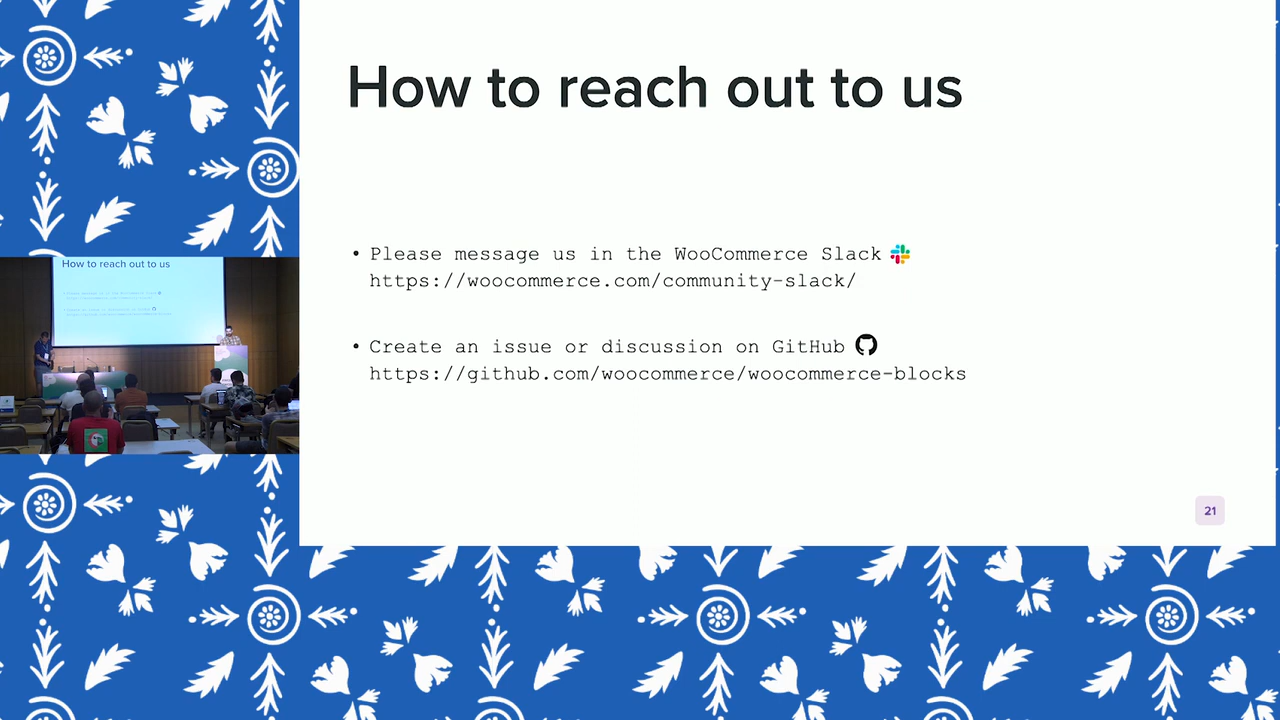 How to reach out to us
• Please message us in the WooCommerce Slack
https://woocommerce.com/community-slack/
• Create an issue or discussion on GitHub
https://github.com/woocommerce/woocommerce-blocks
21
How to reach out to us